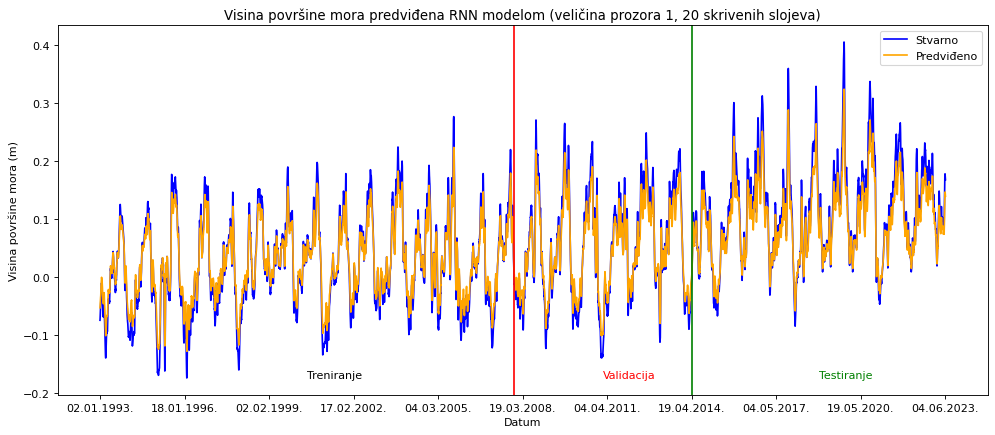 Visina površine mora predviđena RNN modelom (veličina prozora 1, 20 skrivenih slojeva)
Stvarno
Predviđeno
Visina površine mora (m)
0.4
0.3
0.2
0.1
0.0
−0.1
−0.2
Treniranje
Validacija
Testiranje
02.01.1993.
18.01.1996.
02.02.1999.
17.02.2002.
04.03.2005.
19.03.2008.
04.04.2011.
19.04.2014.
04.05.2017.
19.05.2020.
04.06.2023.
Datum